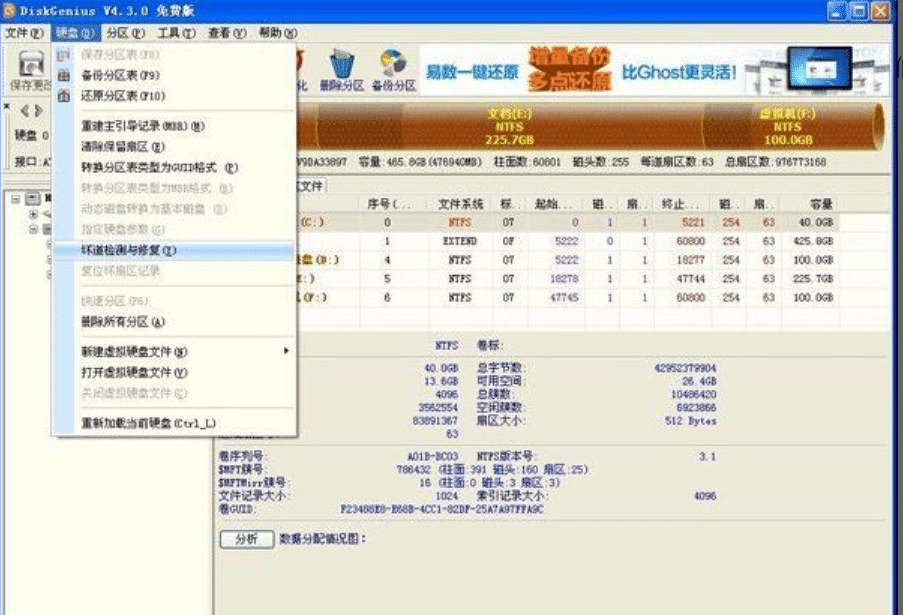 DiskGenius V4.3.0 免费版
文件(F) 硬盘(D) 分区(P) 工具(T) 查看(V) 帮助(H)
保存更改 删除分区 备份分区
易数一键还原 增量备份 多点还原 比Ghost更灵活!
保存分区表(F8)
备份分区表(F9)
还原分区表(F10)
重建主引导记录(MBR)(M)
清除保留扇区(E)
转换分区表类型为GUID格式 (P)
转换分区表类型为MBR格式
动态磁盘转换为基本磁盘
指定硬盘参数(G)
坏道检测与修复(T)
复位坏扇区记录
快速分区(F6)
删除所有分区(A)
新建虚拟硬盘文件(N)
打开虚拟硬盘文件(V)
关闭虚拟硬盘文件(C)
重新加载当前硬盘(Ctrl_L)
硬盘 0
文档(E:)
NTFS
225.7GB
虚拟机(F:)
NTFS
100.0GB
接口:A 容量:465.8GB(476940MB) 柱面数:60801 磁头数:255 每道扇区数:63 总扇区数:976773168
文件
序号(... 文件系统 标.. 起始... 磁.. 扇.. 终止... 磁.. 扇.. 容量
(C:) 0 NTFS 07 0 1 1 5221 254 63 40.0GB
1 EXTEND 0F 5222 0 1 60800 254 63 425.8GB
盘(D:) 4 NTFS 07 5222 1 1 18277 254 63 100.0GB
:) 5 NTFS 07 18278 1 1 47744 254 63 225.7GB
(F:) 6 NTFS 07 47745 1 1 60800 254 63 100.0GB
NTFS 卷标:
40.0GB 总字节数: 42952379904
13.6GB 可用空间: 26.4GB
4096 总簇数: 10486420
3562554 空闲簇数: 6923866
83891367 扇区大小: 512 Bytes
63
卷序列号: A01B-BC03 NTFS版本号: 3.1
$MFT簇号: 786432 (柱面:391 磁头:160 扇区:25)
$MFTMirr簇号: 16 (柱面:0 磁头:3 扇区:3)
文件记录大小: 1024 索引记录大小: 4096
卷GUID: F23488E8-E68B-4CC1-82DF-25A7A97FFA9C
分析 数据分配情况图: